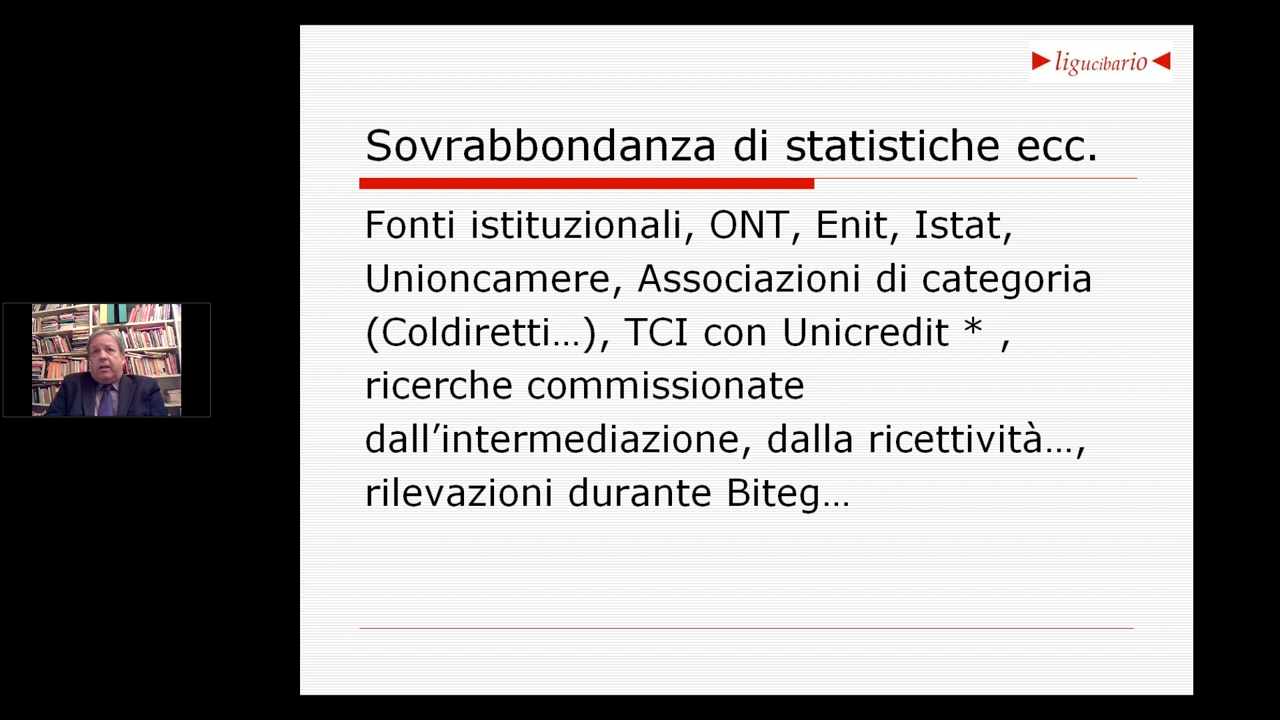 ligucibario
Sovrabbondanza di statistiche ecc.
Fonti istituzionali, ONT, Enit, Istat,
Unioncamere, Associazioni di categoria
(Coldiretti…), TCI con Unicredit * ,
ricerche commissionate
dall’intermediazione, dalla ricettività…,
rilevazioni durante Biteg…